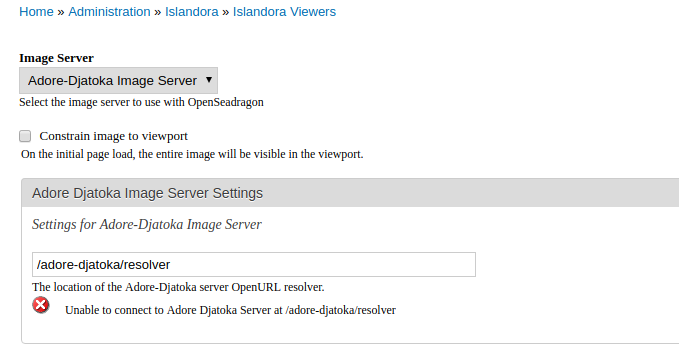 Home » Administration » Islandora » Islandora Viewers
Image Server
Adore-Djatoka Image Server
Select the image server to use with OpenSeadragon
Constrain image to viewport
On the initial page load, the entire image will be visible in the viewport.
Adore Djatoka Image Server Settings
Settings for Adore-Djatoka Image Server
/adore-djatoka/resolver
The location of the Adore-Djatoka server OpenURL resolver.
Unable to connect to Adore Djatoka Server at /adore-djatoka/resolver